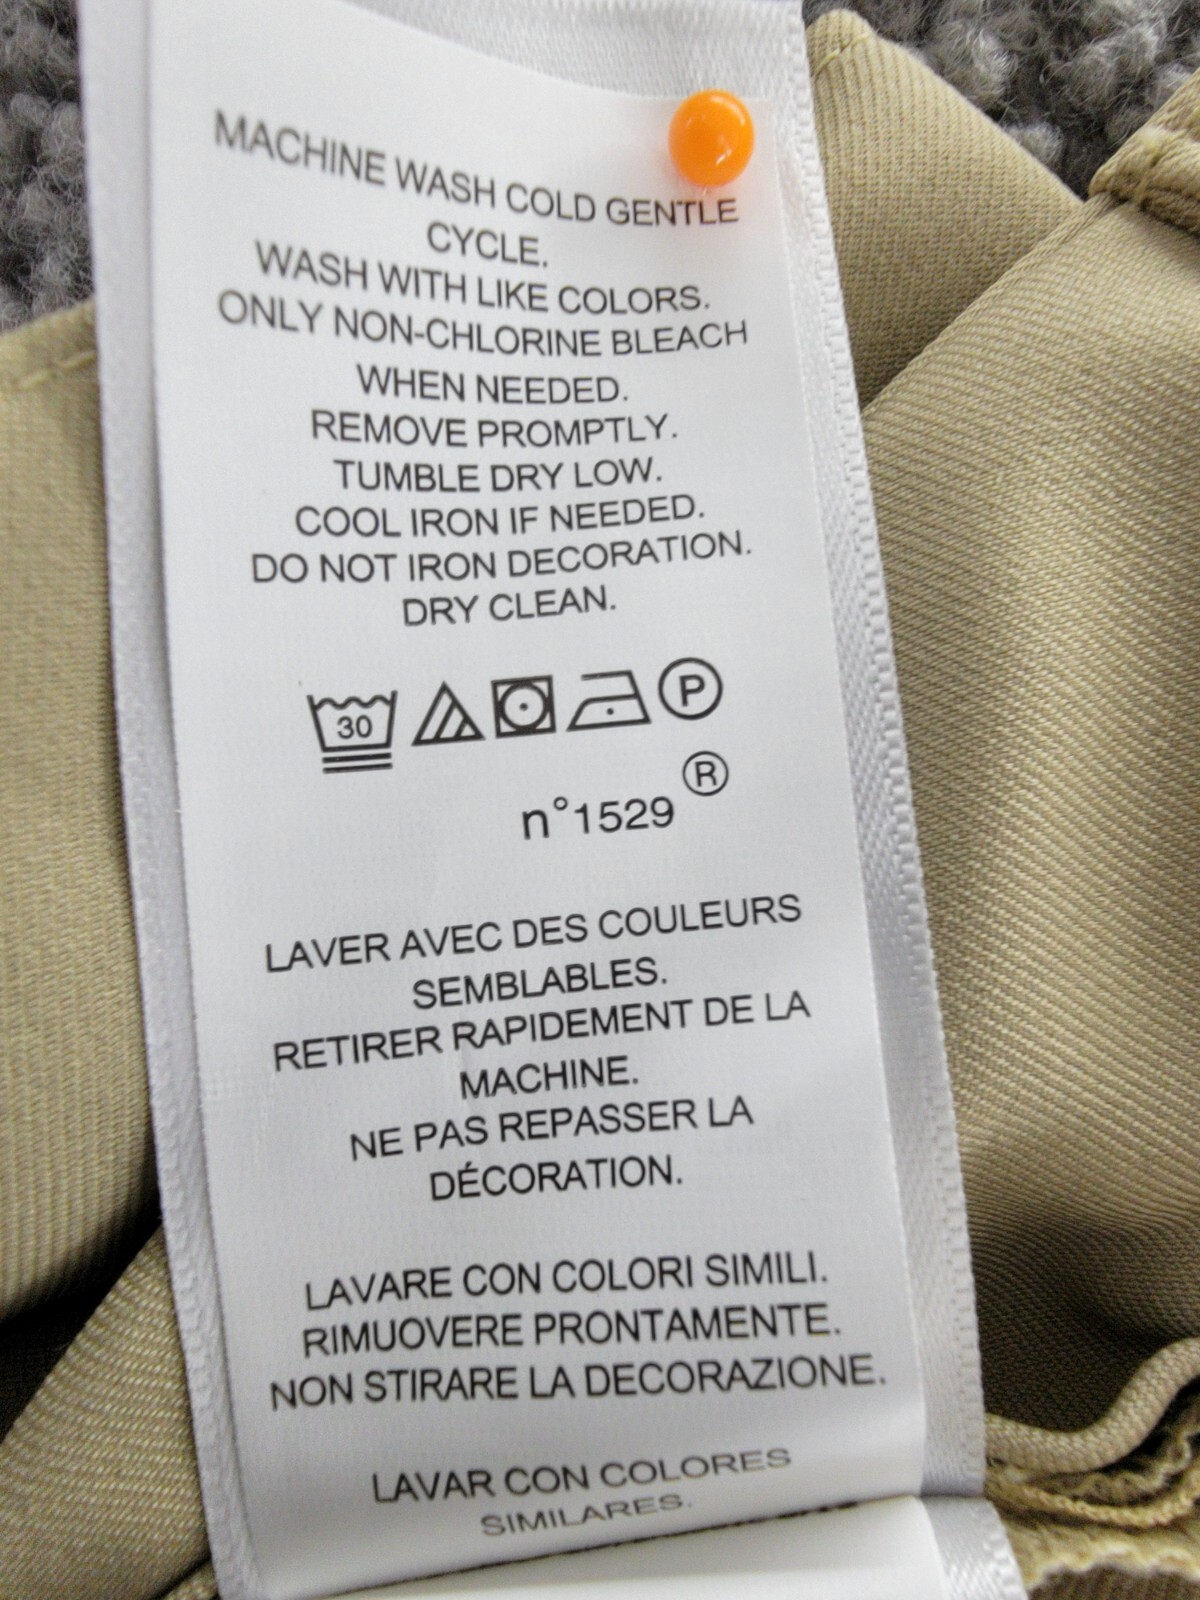 MACHINE WASH COLD GENTLE
CYCLE.
WASH WITH LIKE COLORS.
ONLY NON-CHLORINE BLEACH
WHEN NEEDED.
REMOVE PROMPTLY.
TUMBLE DRY LOW.
COOL IRON IF NEEDED.
DO NOT IRON DECORATION.
DRY CLEAN.
30 P
®
n°1529
LAVER AVEC DES COULEURS
SEMBLABLES.
RETIRER RAPIDEMENT DE LA
MACHINE.
NE PAS REPASSER LA
DÉCORATION.
LAVARE CON COLORI SIMILI.
RIMUOVERE PRONTAMENTE.
NON STIRARE LA DECORAZIONE.
LAVAR CON COLORES
SIMILARES.